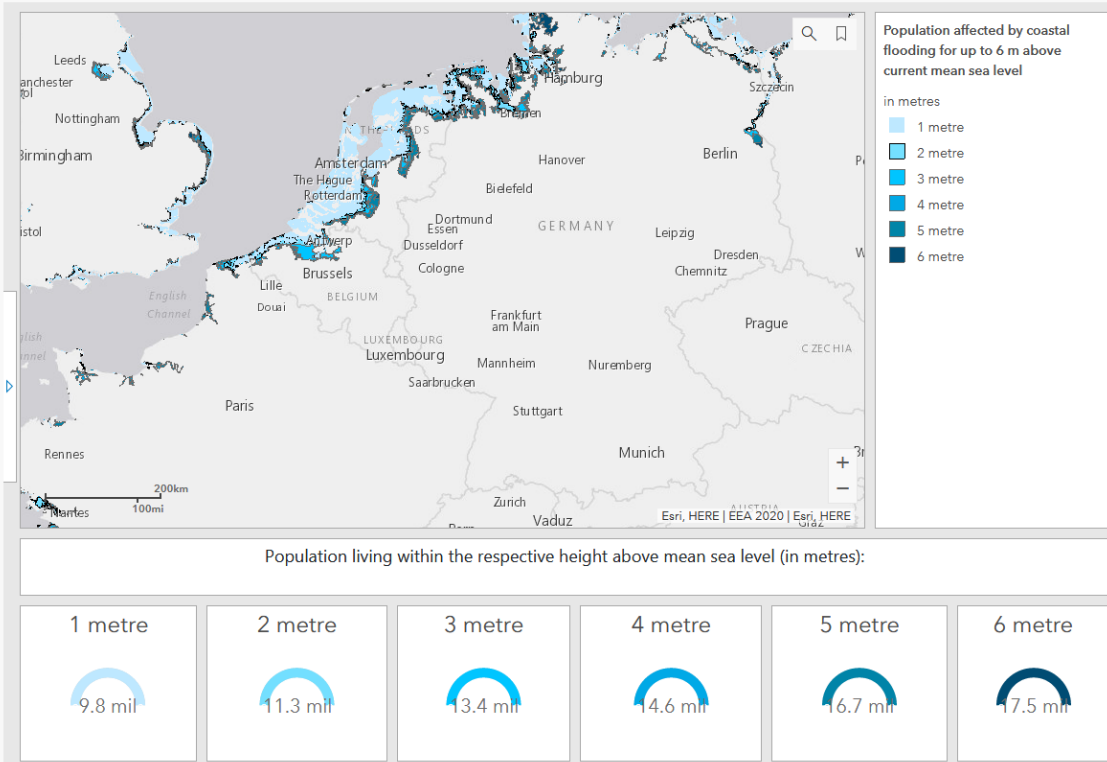 Leeds
anchester
Nottingham
Birmingham
Hamburg
Bremen
Szczecin
Amsterdam
The Hague
Rotterdam
Hanover
Berlin
Bielefeld
Dortmund
Essen
Dusseldorf
GERMANY
Leipzig
Antwerp
Brussels
Cologne
Dresden
Chemnitz
Lille
Douai
BELGIUM
English
Channel
Frankfurt
am Main
Prague
CZECHIA
LUXEMBOURG
Luxembourg
Mannheim
Nuremberg
Saarbrucken
Paris
Stuttgart
Rennes
Munich
200km
100mi
Nantes
Zurich
Vaduz
AUSTRIA
Graz
Esri, HERE | EEA 2020 | Esri, HERE
Population affected by coastal
flooding for up to 6 m above
current mean sea level
in metres
1 metre
2 metre
3 metre
4 metre
5 metre
6 metre
Population living within the respective height above mean sea level (in metres):
1 metre
2 metre
3 metre
4 metre
5 metre
6 metre
9.8 mil
11.3 mil
13.4 mil
14.6 mil
16.7 mil
17.5 mil